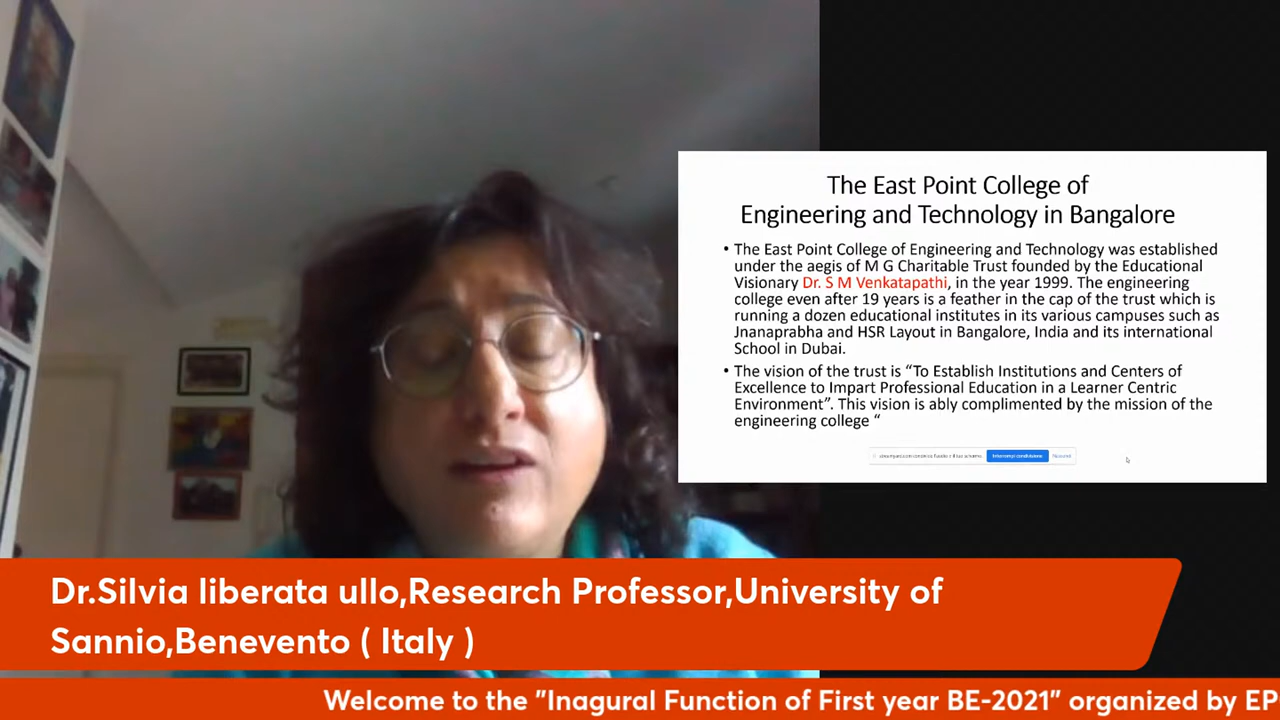 The East Point College of
Engineering and Technology in Bangalore
• The East Point College of Engineering and Technology was established
under the aegis of M G Charitable Trust founded by the Educational
Visionary Dr. S M Venkatapathi, in the year 1999. The engineering
college even after 19 years is a feather in the cap of the trust which is
running a dozen educational institutes in its various campuses such as
Jnanaprabha and HSR Layout in Bangalore, India and its international
School in Dubai.
• The vision of the trust is “To Establish Institutions and Centers of
Excellence to Impart Professional Education in a Learner Centric
Environment”. This vision is ably complimented by the mission of the
engineering college “
Interrompi condivisione Nascondi
Dr.Silvia liberata ullo,Research Professor,University of
Sannio,Benevento ( Italy )
Welcome to the "Inagural Function of First year BE-2021" organized by EP